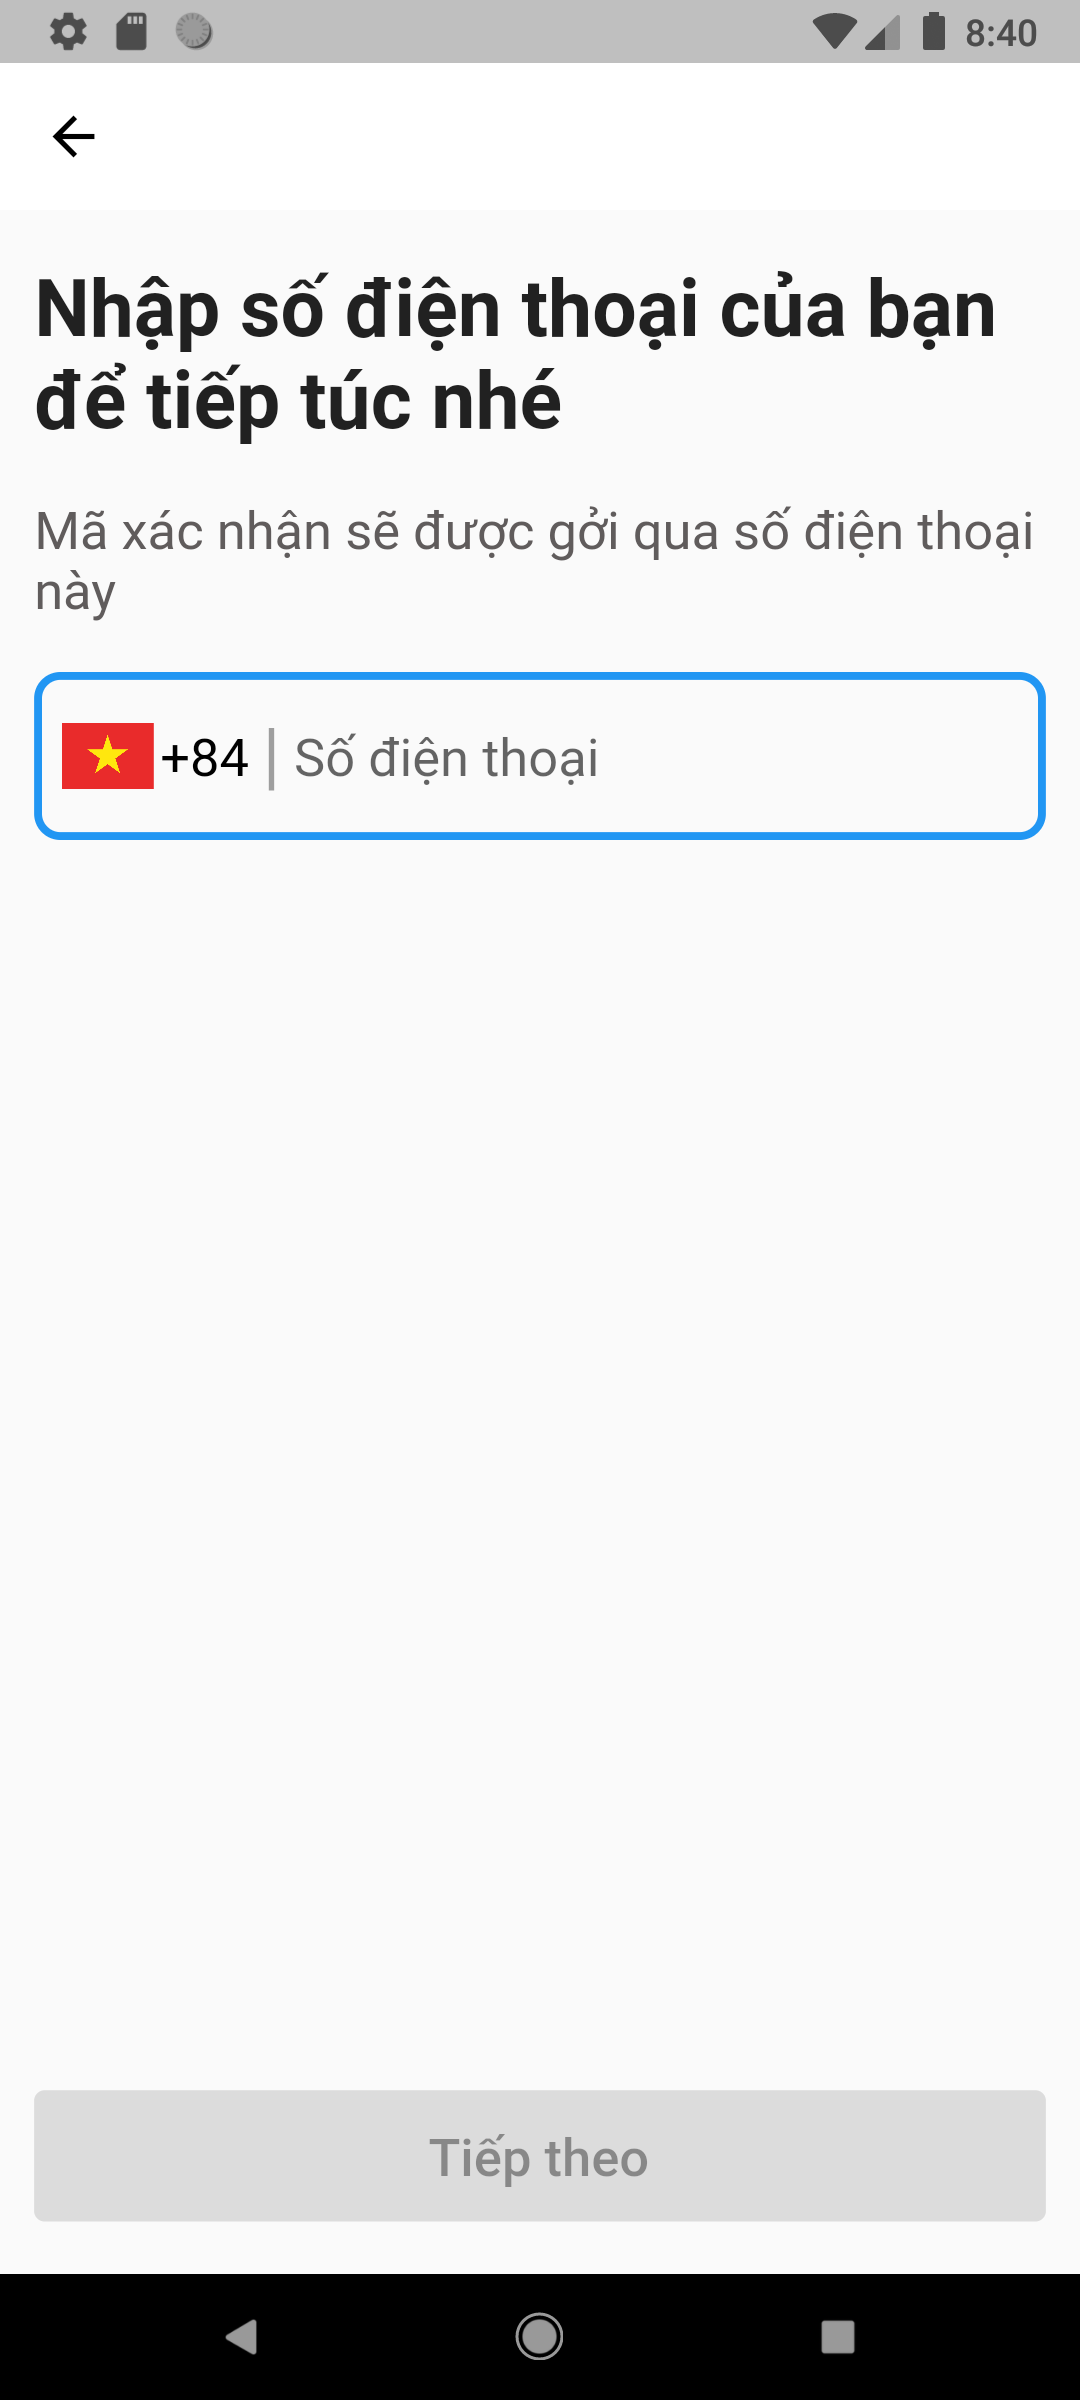 8:40
Nhập số điện thoại của bạn
để tiếp túc nhé
Mã xác nhận sẽ được gởi qua số điện thoại
này
+84 | Số điện thoại
Tiếp theo